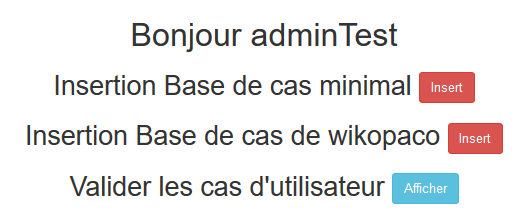 Bonjour adminTest
Insertion Base de cas minimal Insert
Insertion Base de cas de wikopaco Insert
Valider les cas d'utilisateur Afficher